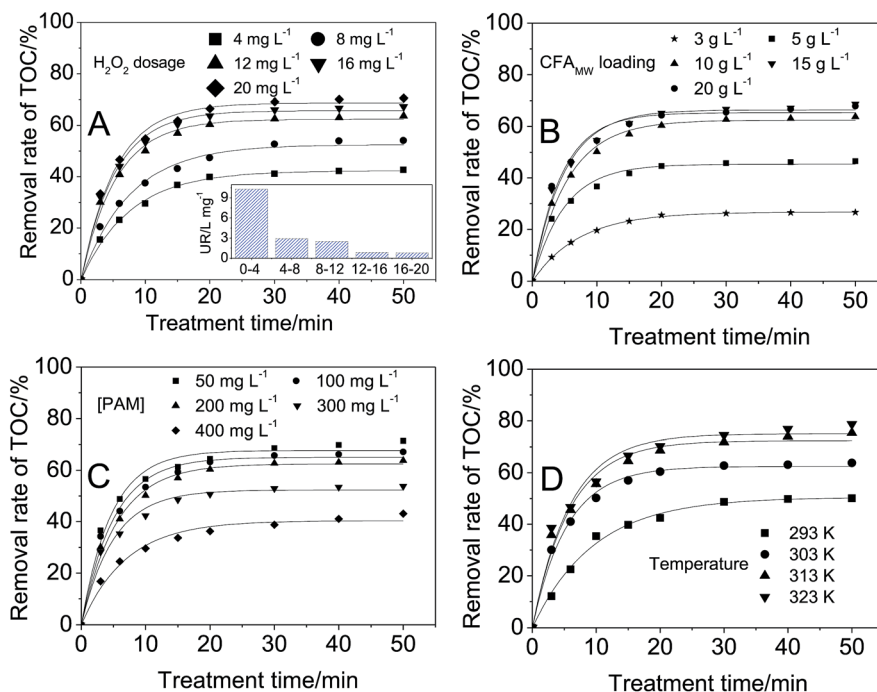 A
H₂O₂ dosage
4 mg L⁻¹ 8 mg L⁻¹
12 mg L⁻¹ 16 mg L⁻¹
20 mg L⁻¹
Removal rate of TOC/%
100
80
60
40
20
0
UR/L mg⁻¹
9
6
3
0
0-4 4-8 8-12 12-16 16-20
0 10 20 30 40 50
Treatment time/min
B
CFA_MW loading
3 g L⁻¹ 5 g L⁻¹
10 g L⁻¹ 15 g L⁻¹
20 g L⁻¹
Removal rate of TOC/%
100
80
60
40
20
0
0 10 20 30 40 50
Treatment time/min
C
[PAM]
50 mg L⁻¹ 100 mg L⁻¹
200 mg L⁻¹ 300 mg L⁻¹
400 mg L⁻¹
Removal rate of TOC/%
100
80
60
40
20
0
0 10 20 30 40 50
Treatment time/min
D
Temperature
293 K
303 K
313 K
323 K
Removal rate of TOC/%
100
80
60
40
20
0
0 10 20 30 40 50
Treatment time/min